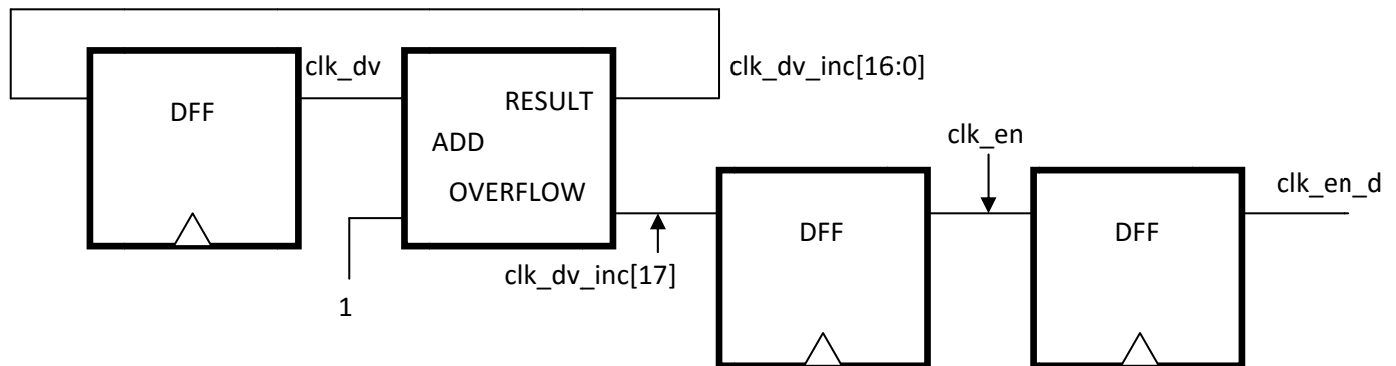 clk_dv
clk_dv_inc[16:0]
DFF
RESULT
ADD
OVERFLOW
1
clk_dv_inc[17]
clk_en
DFF
DFF
clk_en_d